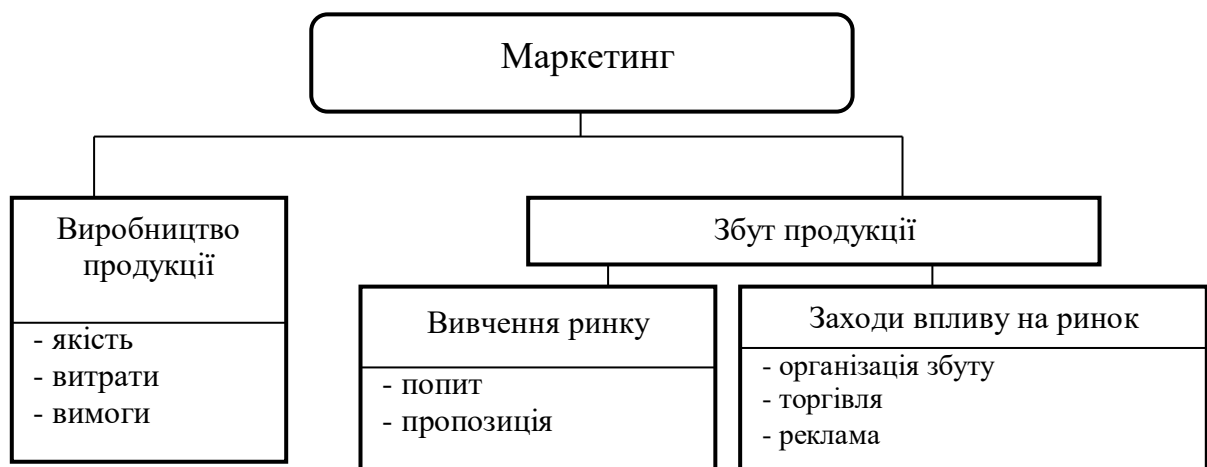 Маркетинг
Виробництво
продукції
- якість
- витрати
- вимоги
Збут продукції
Вивчення ринку
- попит
- пропозиція
Заходи впливу на ринок
- організація збуту
- торгівля
- реклама